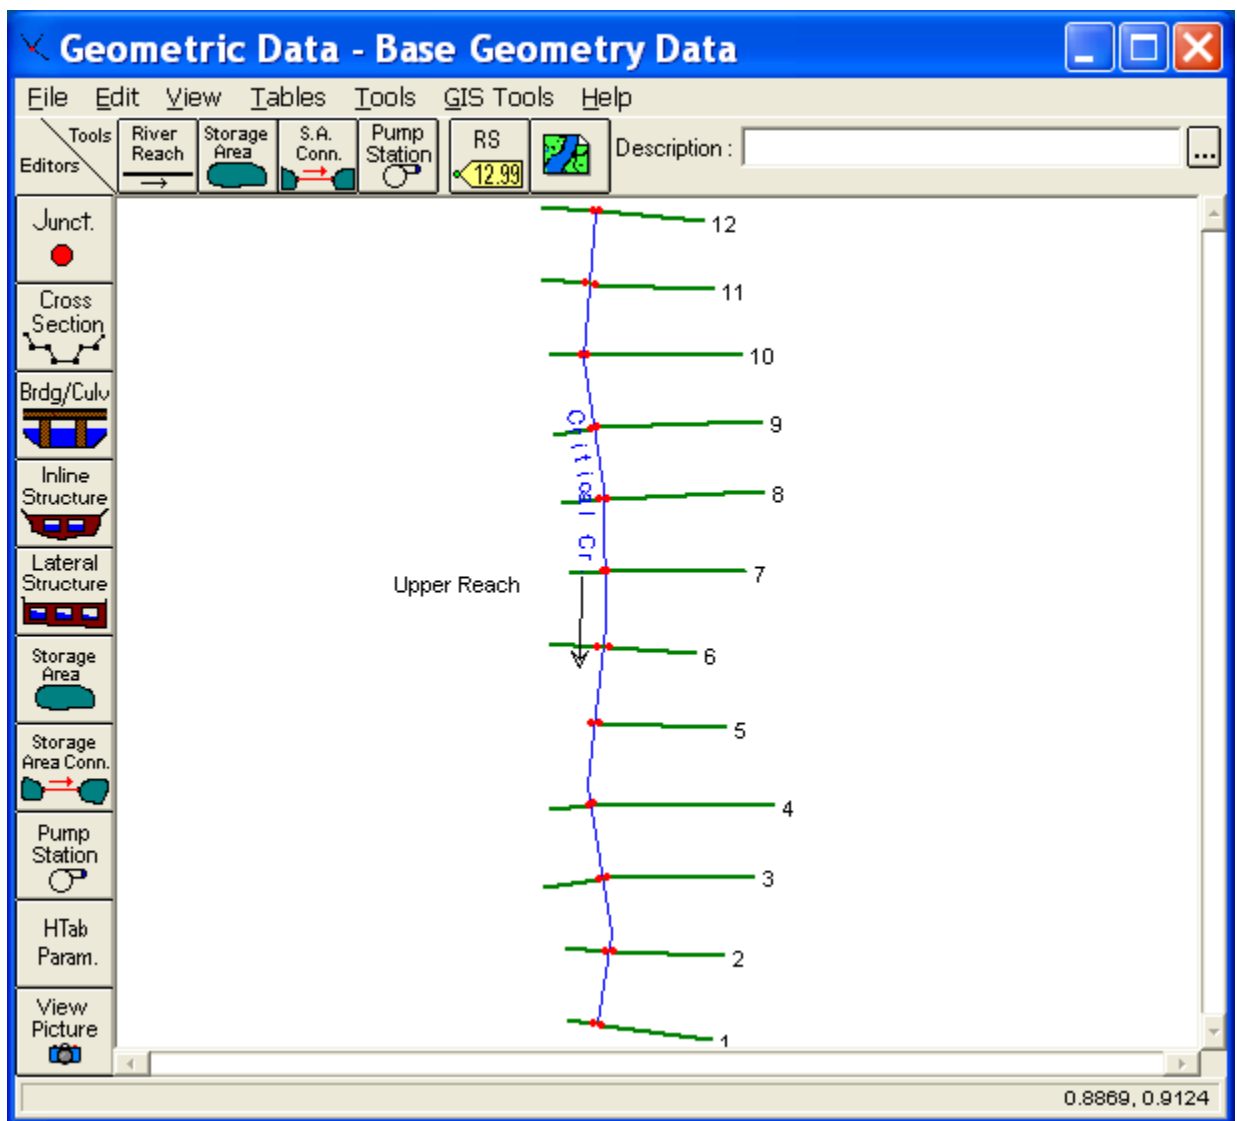 Geometric Data - Base Geometry Data
File Edit View Tables Tools GIS Tools Help
Tools
Editors
River
Reach
Storage
Area
S.A.
Conn.
Pump
Station
RS
12.99
Description :
...
Junct.
Cross
Section
Brdg/Culv
Inline
Structure
Lateral
Structure
Storage
Area
Storage
Area Conn.
Pump
Station
HTab
Param.
View
Picture
12
11
10
9
8
7
6
5
4
3
2
1
Critical Cr
Upper Reach
0.8869, 0.9124